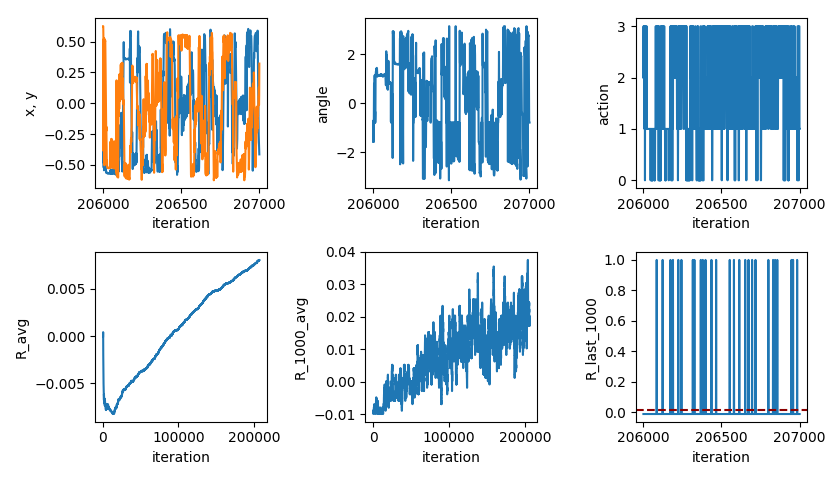 x, y
0.50
0.25
0.00
−0.25
−0.50
206000 206500 207000
iteration
angle
2
0
−2
206000 206500 207000
iteration
action
3
2
1
0
206000 206500 207000
iteration
R_avg
0.005
0.000
−0.005
0 100000 200000
iteration
R_1000_avg
0.04
0.03
0.02
0.01
0.00
−0.01
0 100000 200000
iteration
R_last_1000
1.0
0.8
0.6
0.4
0.2
0.0
206000 206500 207000
iteration